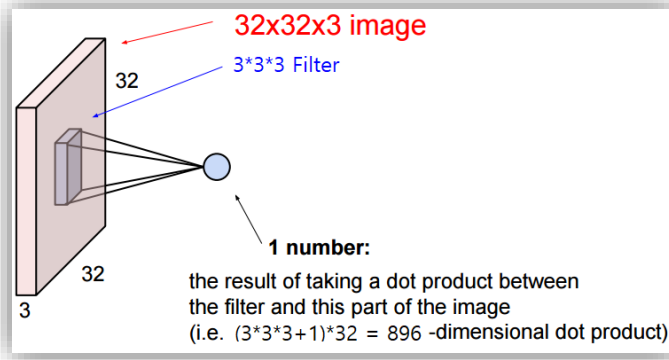 32x32x3 image
3*3*3 Filter
32
32
3
1 number:
the result of taking a dot product between
the filter and this part of the image
(i.e. (3*3*3+1)*32 = 896 -dimensional dot product)